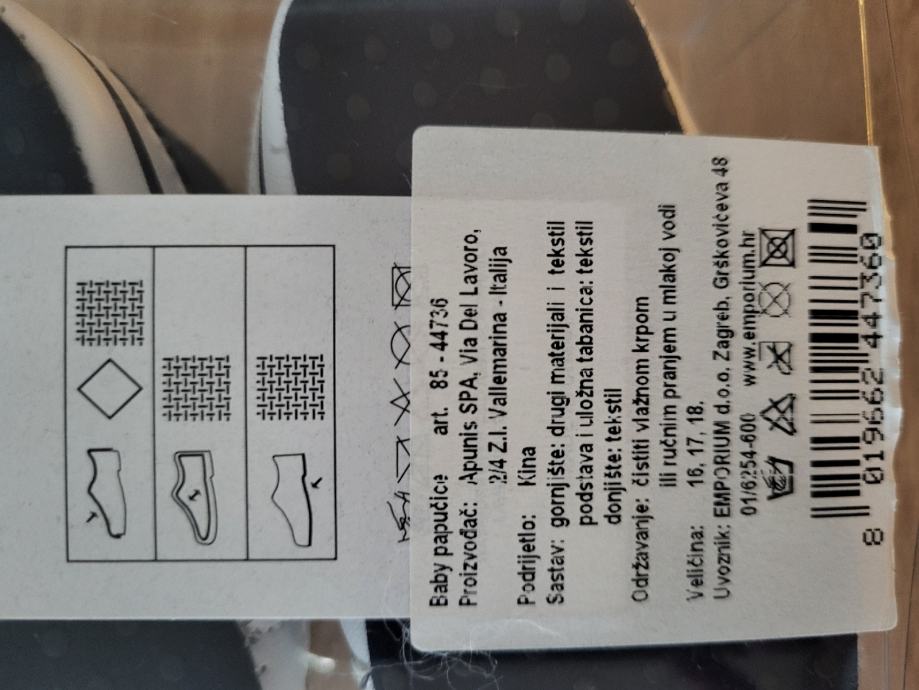 Baby papučice art. 85 - 44736
Proizvođač: Apunis SPA, Via Del Lavoro,
2/4 Z.I. Vallemarina - Italija
Podrijetlo: Kina
Sastav: gornjište: drugi materijali i tekstil
podstava i uložna tabanica: tekstil
donjište: tekstil
Održavanje: čistiti vlažnom krpom
ili ručnim pranjem u mlakoj vodi
Veličina: 16, 17, 18,
Uvoznik: EMPORIUM d.o.o. Zagreb, Grškovićeva 48
01/6254-600 www.emporium.hr
8 019662 447360